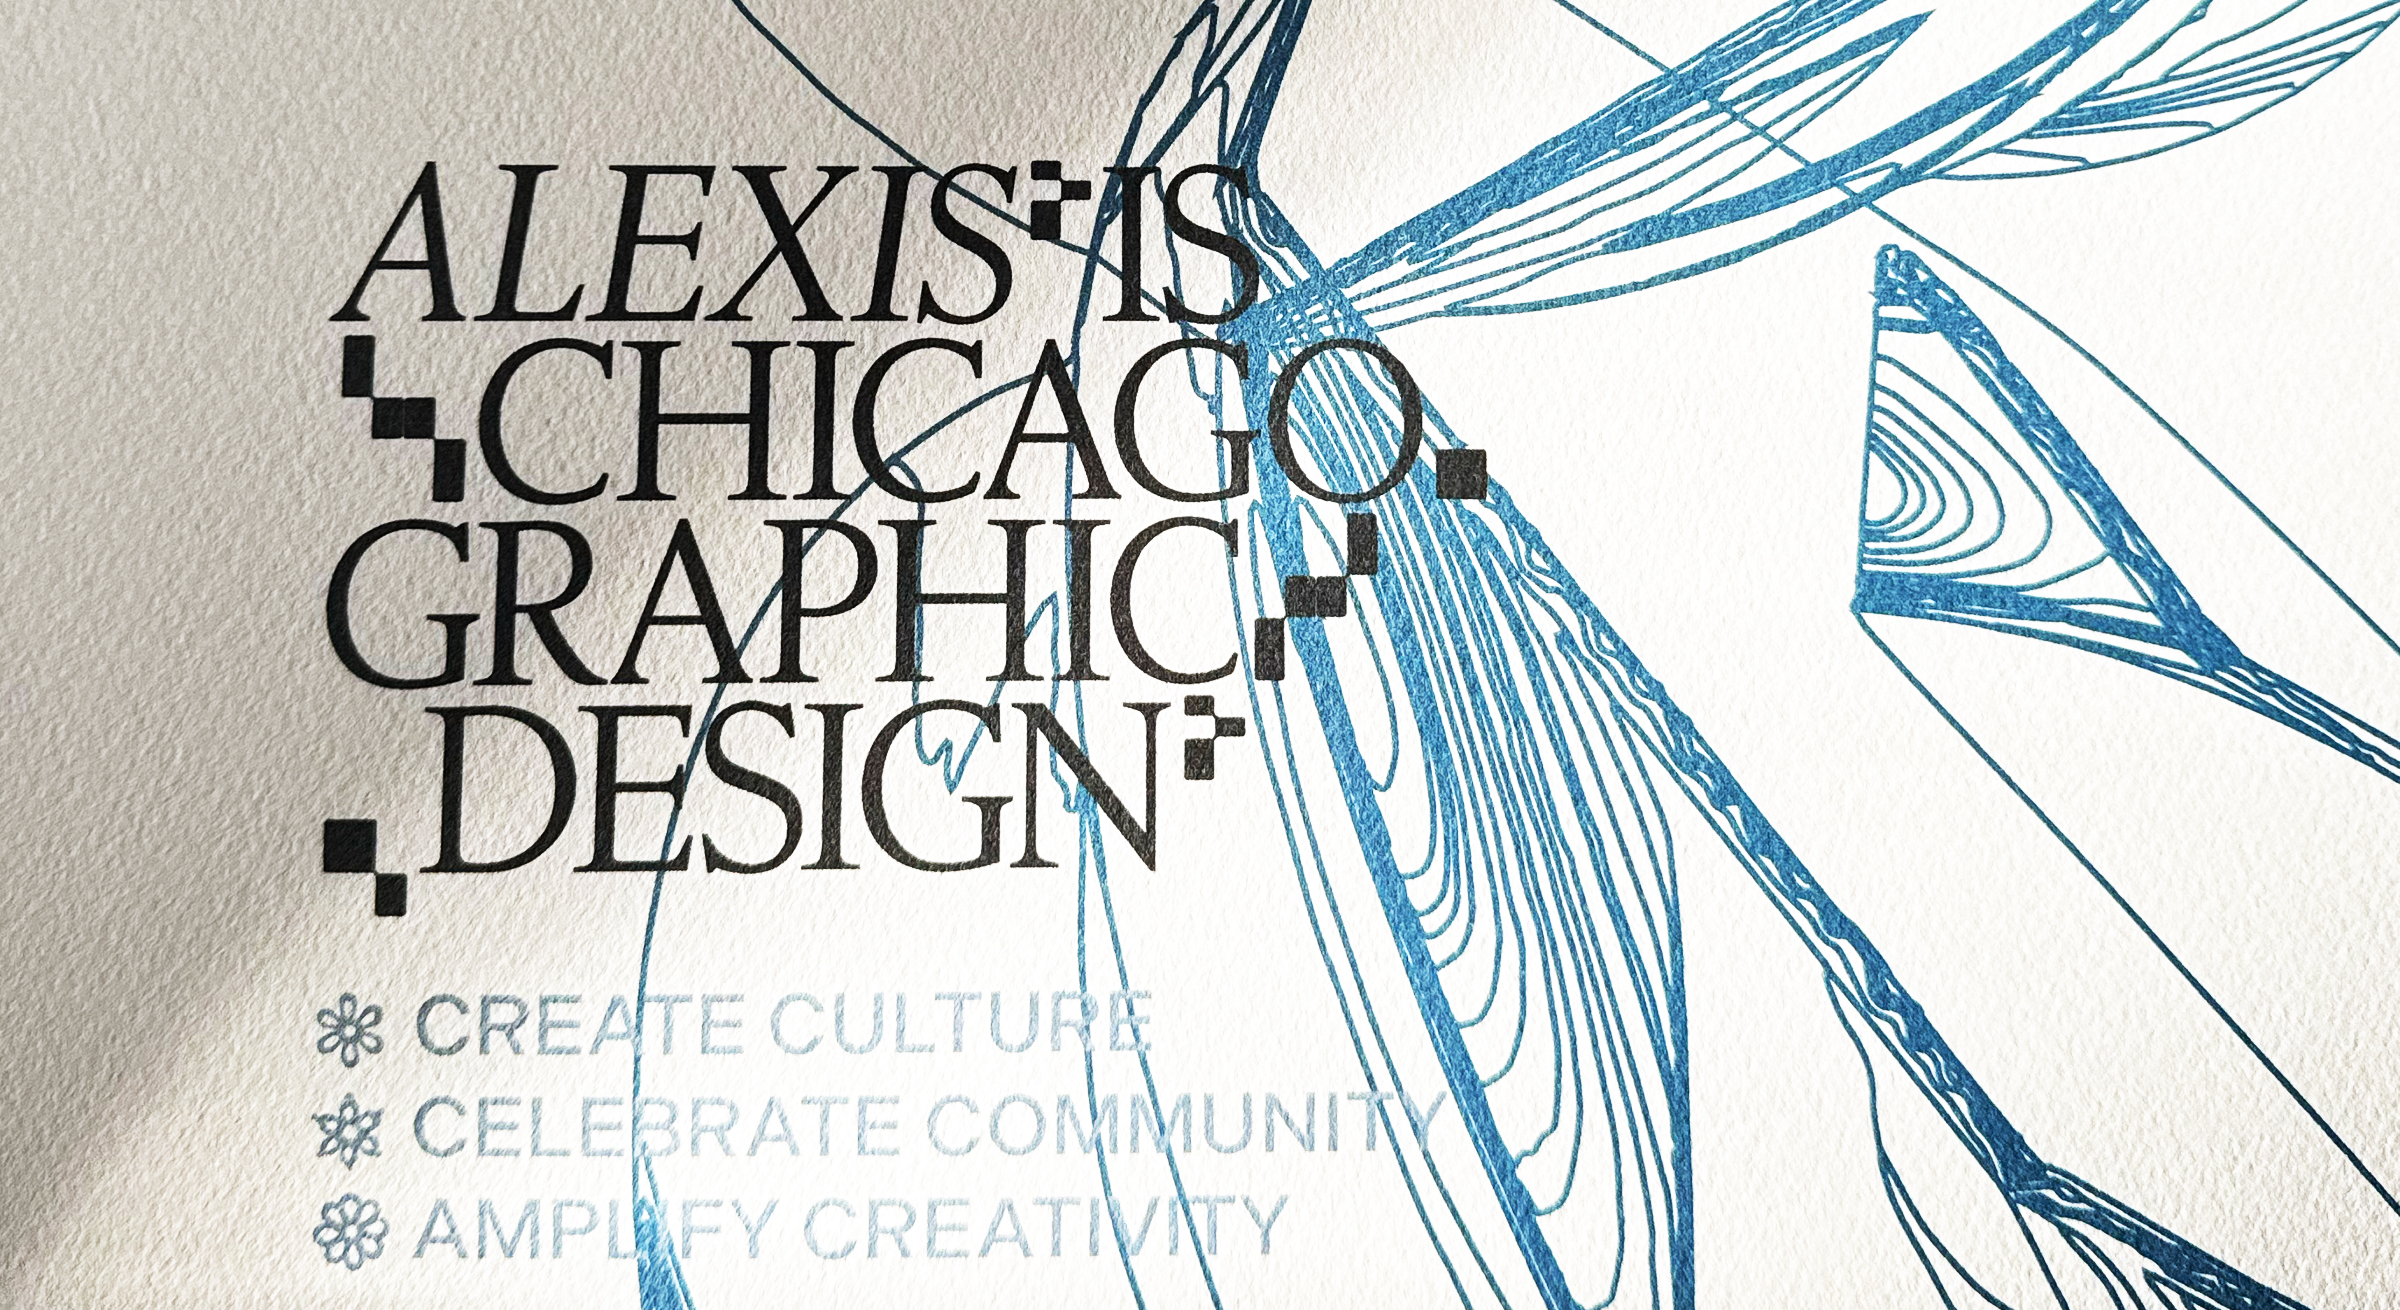 ALEXIS IS
CHICAGO.
GRAPHIC
DESIGN
CREATE CULTURE
CELEBRATE COMMUNITY
AMPLIFY CREATIVITY